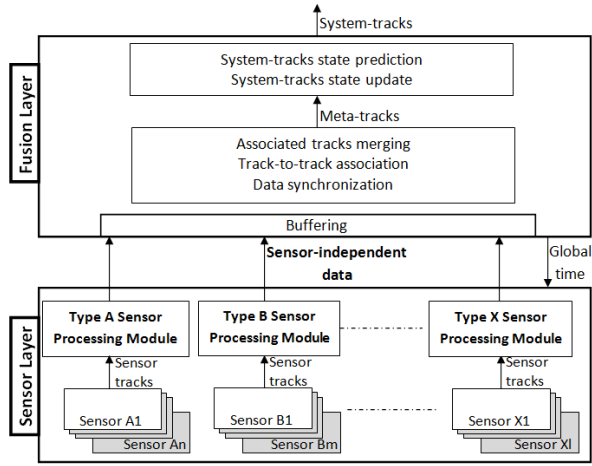 System-tracks
Fusion Layer
System-tracks state prediction
System-tracks state update
Meta-tracks
Associated tracks merging
Track-to-track association
Data synchronization
Buffering
Sensor-independent
data
Global
time
Sensor Layer
Type A Sensor
Processing Module
Type B Sensor
Processing Module
Type X Sensor
Processing Module
Sensor
tracks
Sensor
tracks
Sensor
tracks
Sensor A1
Sensor An
Sensor B1
Sensor Bm
Sensor X1
Sensor Xl